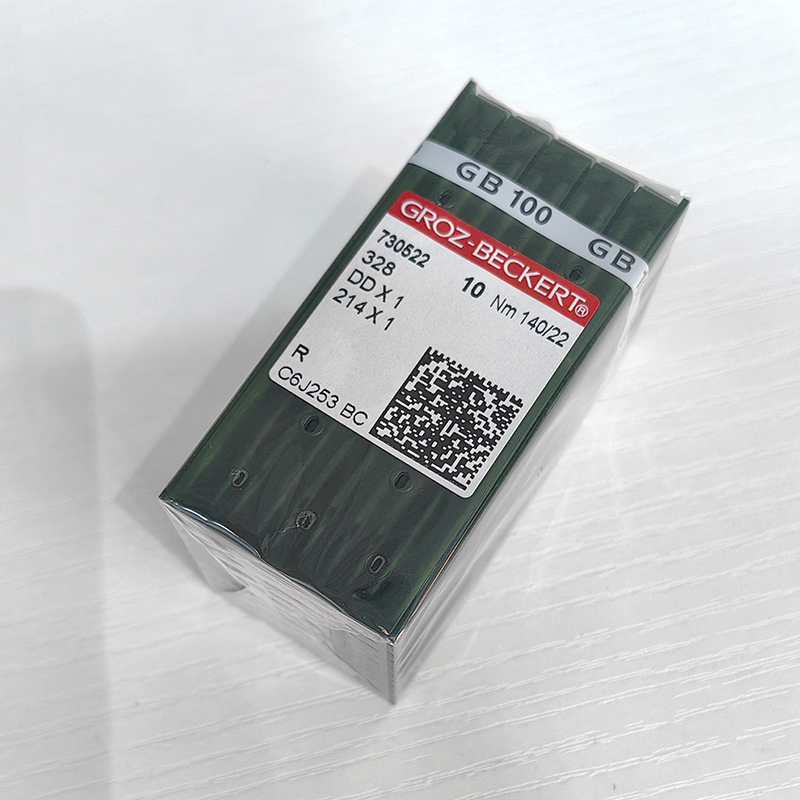 GB 100 GB
GROZ-BECKERT®
730522
328 10 Nm 140/22
DD X 1
214 X 1
R
C6J253 BC